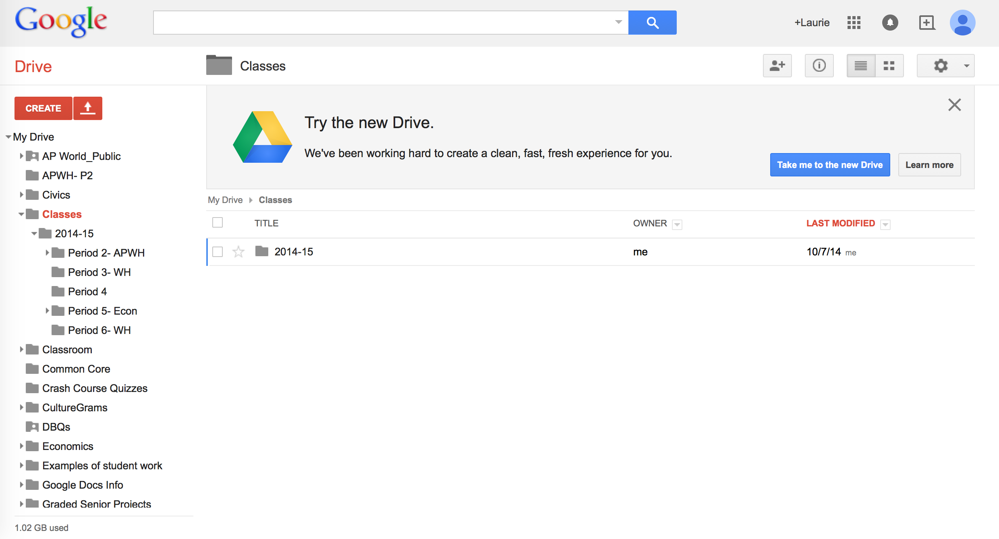 Google
+Laurie
Drive
Classes
CREATE
My Drive
AP World_Public
APWH- P2
Civics
Classes
2014-15
Period 2- APWH
Period 3- WH
Period 4
Period 5- Econ
Period 6- WH
Classroom
Common Core
Crash Course Quizzes
CultureGrams
DBQs
Economics
Examples of student work
Google Docs Info
Graded Senior Projects
1.02 GB used
Try the new Drive.
We've been working hard to create a clean, fast, fresh experience for you.
Take me to the new Drive Learn more
My Drive Classes
TITLE OWNER LAST MODIFIED
2014-15 me 10/7/14 me